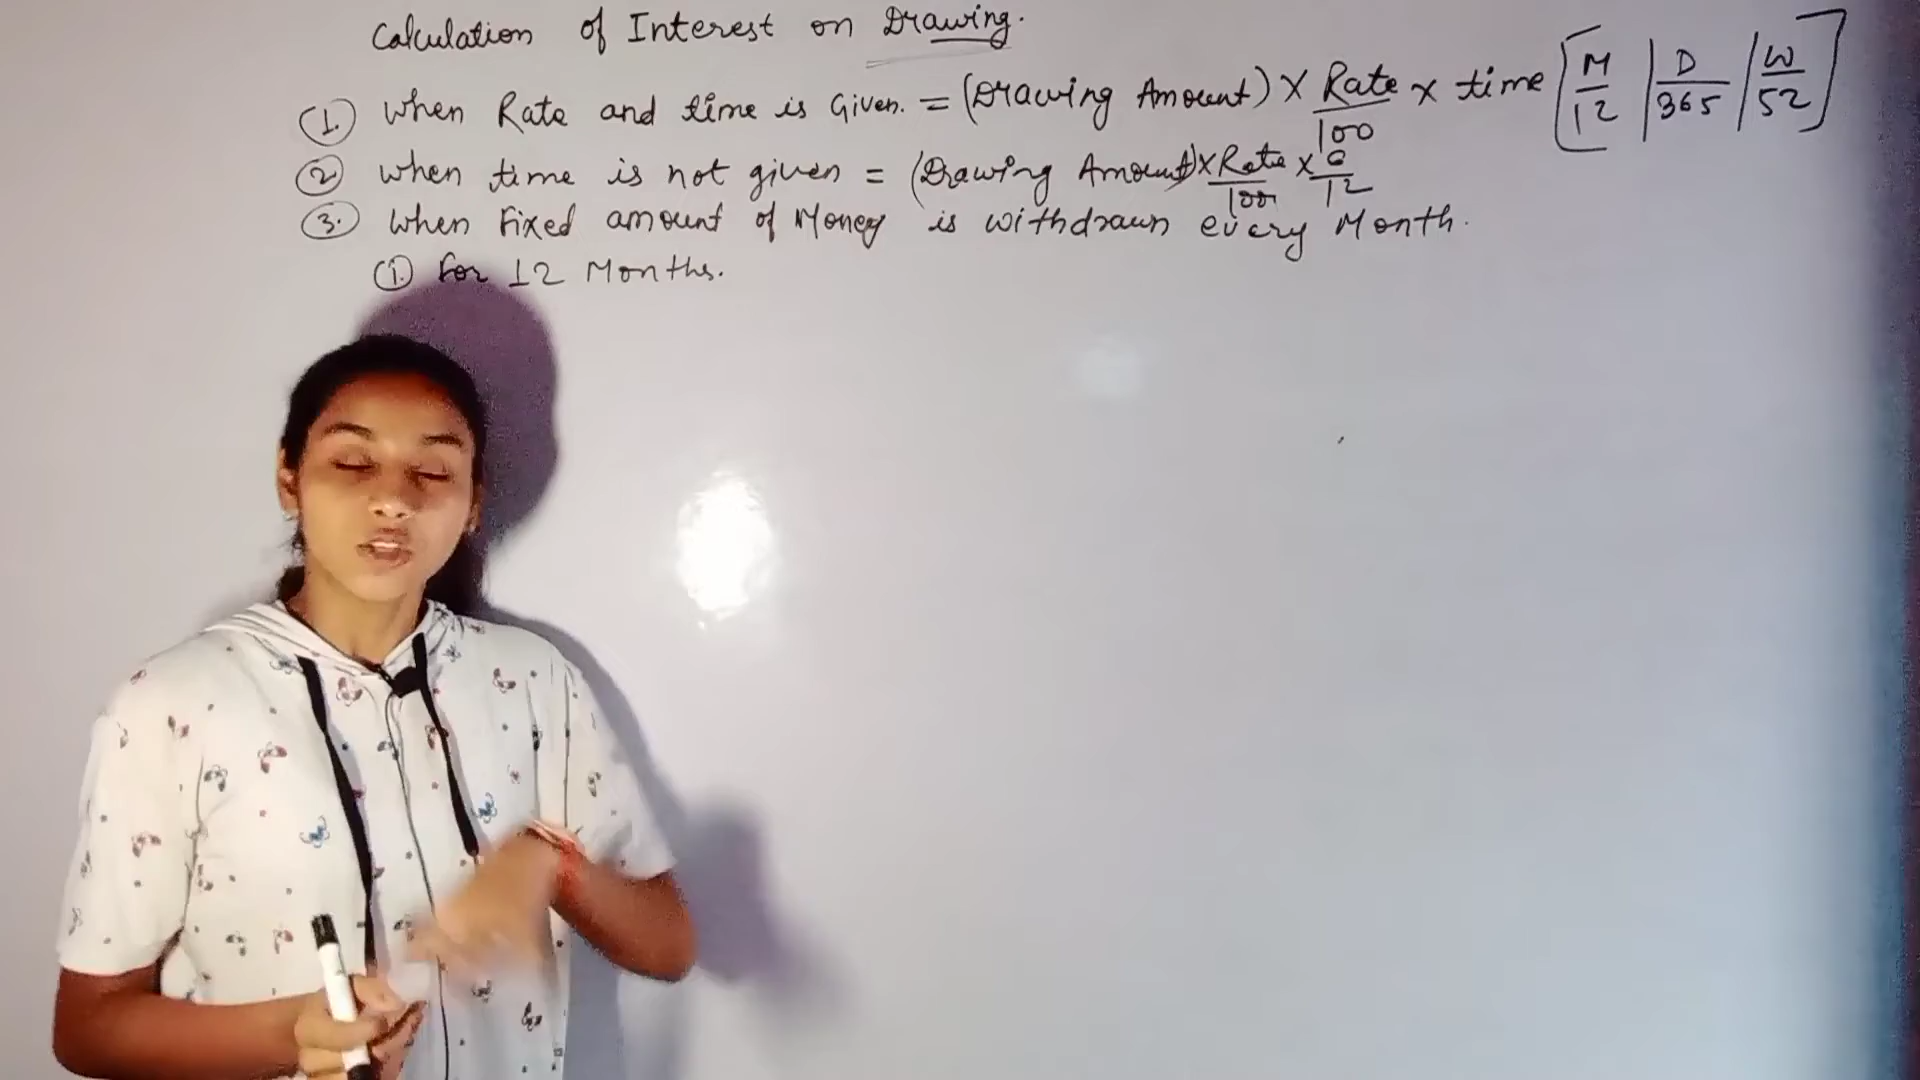 Calculation of Interest on Drawing.
(1.) when Rate and time is Given. = (Drawing Amount) × Rate/100 × time [M/12 | D/365 | W/52]
(2) when time is not given = (Drawing Amount) × Rate/100 × 6/12
(3.) when Fixed amount of Money is withdrawn every Month.
(1.) for 12 Months.